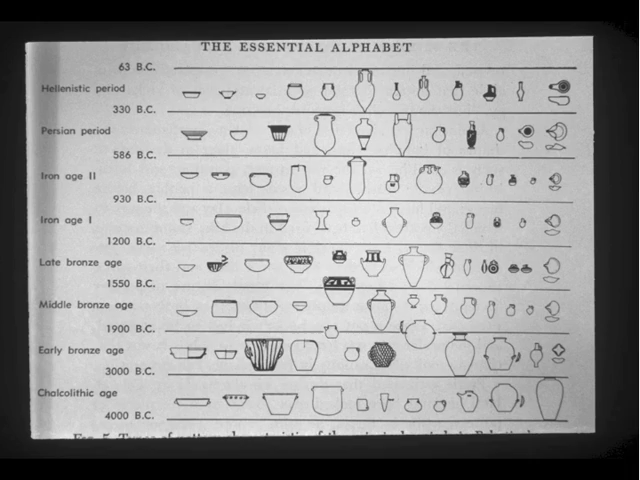 THE ESSENTIAL ALPHABET
63 B.C.
Hellenistic period
330 B.C.
Persian period
586 B.C.
Iron age II
930 B.C.
Iron age I
1200 B.C.
Late bronze age
1550 B.C.
Middle bronze age
1900 B.C.
Early bronze age
3000 B.C.
Chalcolithic age
4000 B.C.